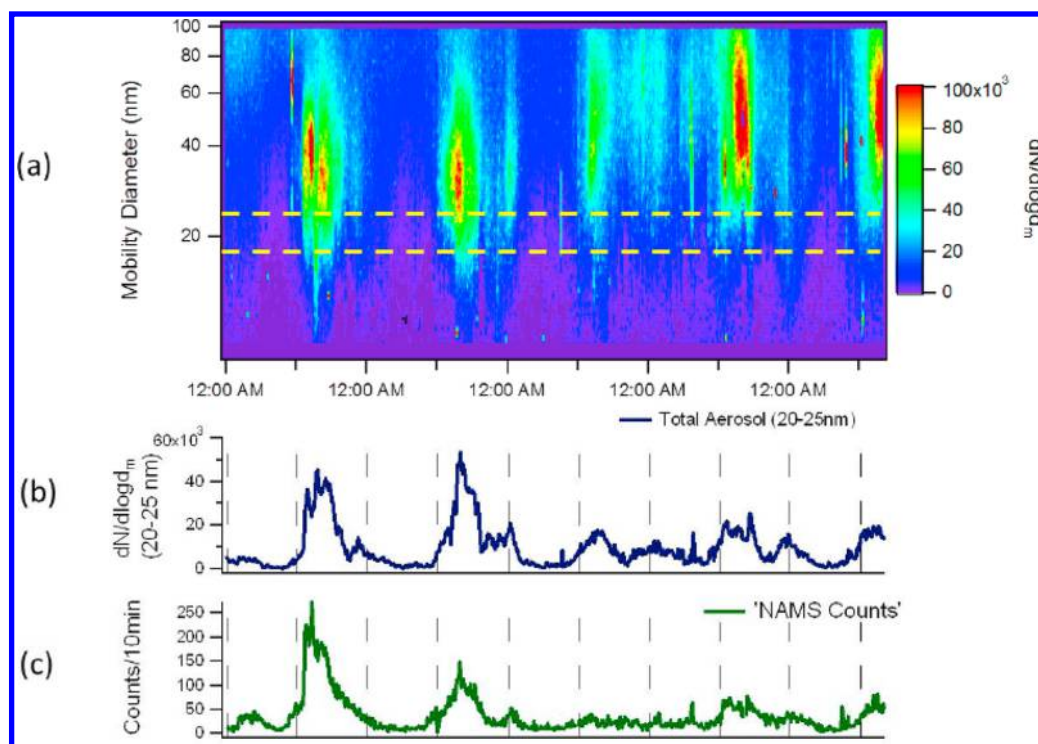 (a)
Mobility Diameter (nm)
100
80
60
40
20
100x10³
80
60
40
20
0
dN/dlogdₘ
12:00 AM 12:00 AM 12:00 AM 12:00 AM 12:00 AM
Total Aerosol (20-25nm)
(b)
dN/dlogdₘ
(20-25 nm)
60x10³
40
20
0
(c)
Counts/10min
250
200
150
100
50
0
'NAMS Counts'